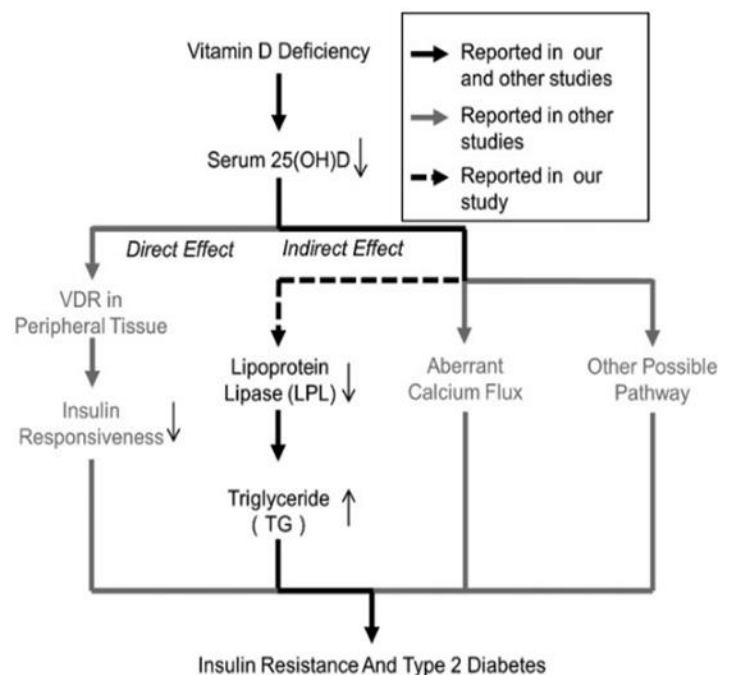 Vitamin D Deficiency
Serum 25(OH)D
Reported in our
and other studies
Reported in other
studies
Reported in our
study
Direct Effect
Indirect Effect
VDR in
Peripheral Tissue
Insulin
Responsiveness
Lipoprotein
Lipase (LPL)
Triglyceride
( TG )
Aberrant
Calcium Flux
Other Possible
Pathway
Insulin Resistance And Type 2 Diabetes